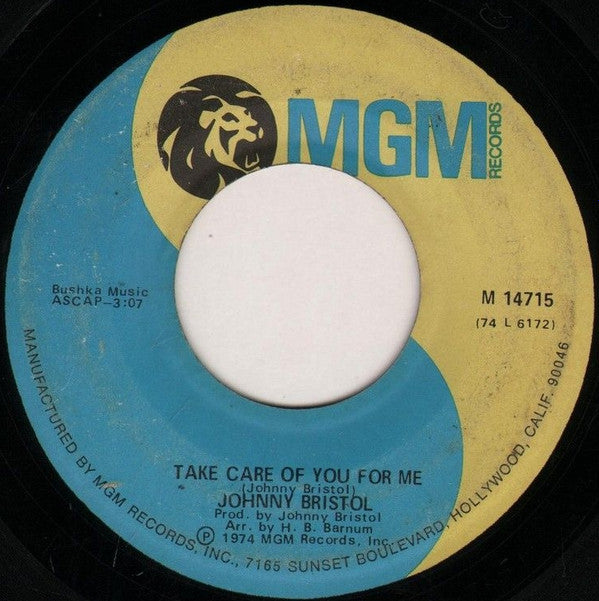 MGM
RECORDS
Bushka Music
ASCAP–3:07
M 14715
(74 L 6172)
TAKE CARE OF YOU FOR ME
(Johnny Bristol)
JOHNNY BRISTOL
Prod. by Johnny Bristol
Arr. by H. B. Barnum
Ⓟ 1974 MGM Records, Inc.
MANUFACTURED BY MGM RECORDS, INC., 7165 SUNSET BOULEVARD, HOLLYWOOD, CALIF. 90046